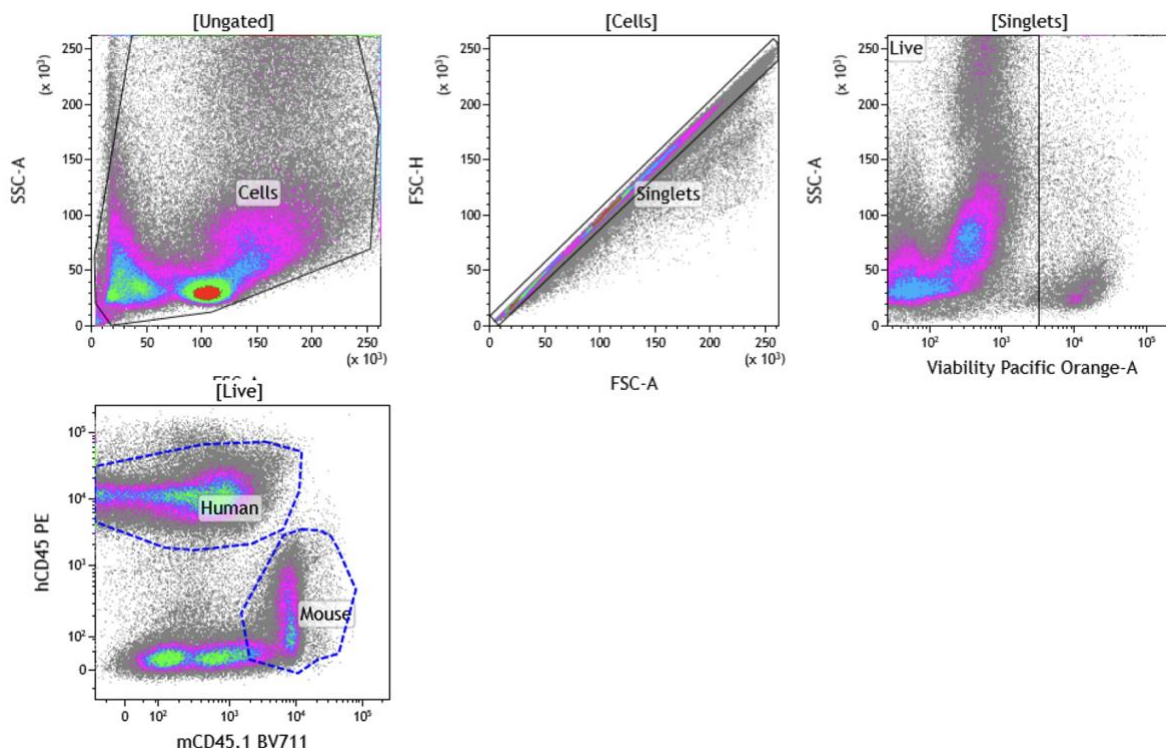 [Ungated]
[Cells]
[Singlets]
(x 10³)
250
200
150
100
50
0
SSC-A
Cells
0
50
100
150
200
250
(x 10³)
FSC-A
(x 10³)
250
200
150
100
50
0
FSC-H
Singlets
0
50
100
150
200
250
(x 10³)
FSC-A
(x 10³)
250
200
150
100
50
0
SSC-A
Live
10²
10³
10⁴
10⁵
Viability Pacific Orange-A
[Live]
10⁵
10⁴
10³
10²
0
hCD45 PE
Human
Mouse
0
10²
10³
10⁴
10⁵
mCD45.1 BV711